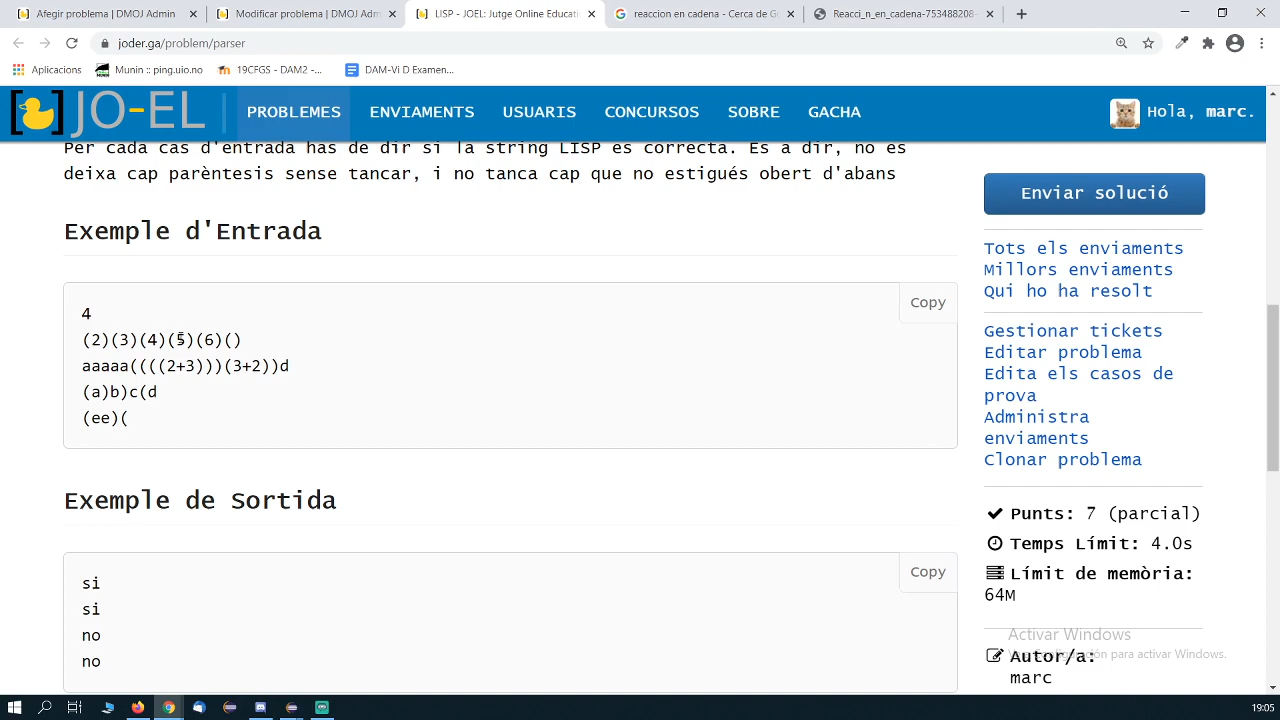 Afegir problema | DMOJ Admin
Modificar problema | DMOJ Admin
LISP - JOEL: Jutge Online Educati
reaccion en cadena - Cerca de G
Reacci_n_en_cadena-753488208-
joder.ga/problem/parser
Aplicacions
Munin :: ping.uio.no
19CFGS - DAM2 -...
DAM-Vi D Examen...
JO-EL
PROBLEMES
ENVIAMENTS
USUARIS
CONCURSOS
SOBRE
GACHA
Hola, marc.
Per cada cas d'entrada has de dir si la string LISP es correcta. És a dir, no es
deixa cap parèntesis sense tancar, i no tanca cap que no estigués obert d'abans
Exemple d'Entrada
Copy
4
(2)(3)(4)(5)(6)()
aaaaa((((2+3)))(3+2))d
(a)b)c(d
(ee)(
Exemple de Sortida
Copy
si
si
no
no
Enviar solució
Tots els enviaments
Millors enviaments
Qui ho ha resolt
Gestionar tickets
Editar problema
Edita els casos de
prova
Administra
enviaments
Clonar problema
Punts: 7 (parcial)
Temps Límit: 4.0s
Límit de memòria:
64M
Activar Windows
Autor/a:
marc
para activar Windows.
19:05